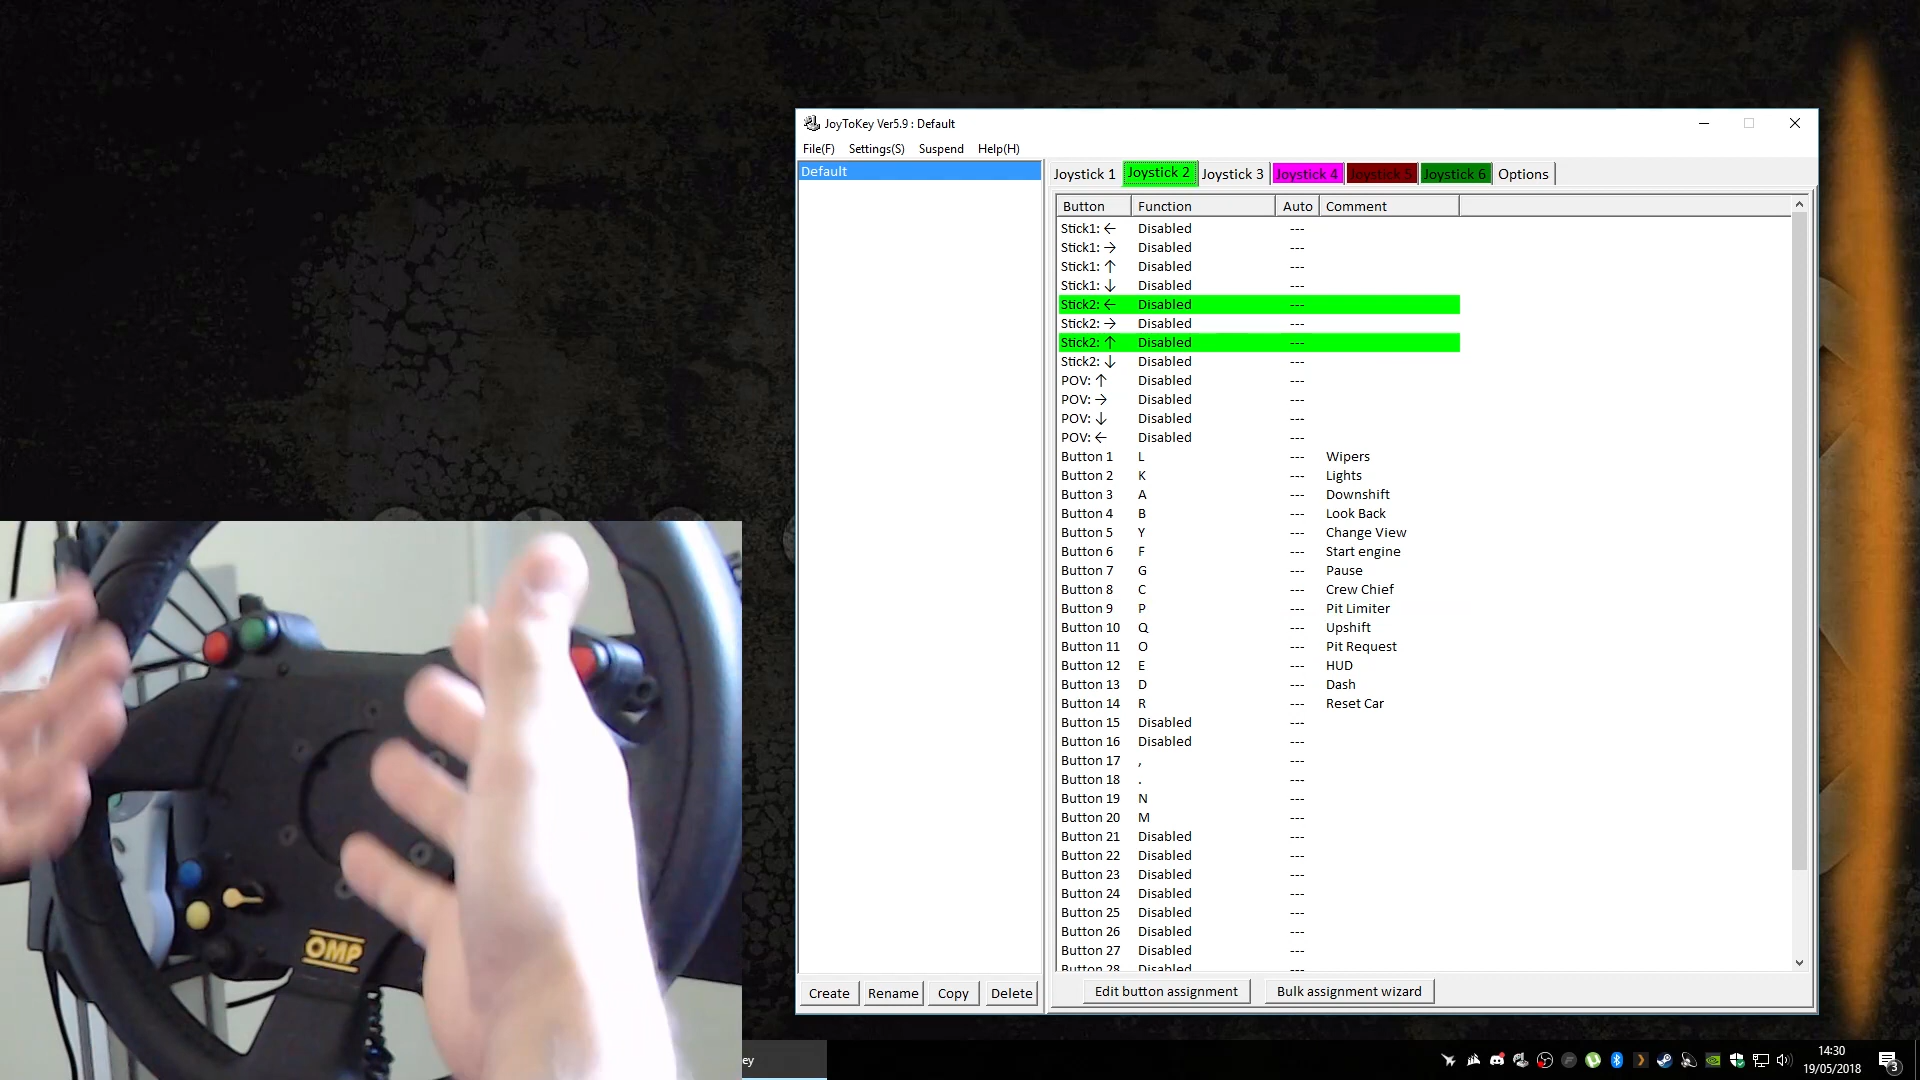 JoyToKey Ver5.9 : Default
File(F) Settings(S) Suspend Help(H)
Default
Joystick 1 Joystick 2 Joystick 3 Joystick 4 Joystick 5 Joystick 6 Options
Button Function Auto Comment
Stick1: ← Disabled ---
Stick1: → Disabled ---
Stick1: ↑ Disabled ---
Stick1: ↓ Disabled ---
Stick2: ← Disabled ---
Stick2: → Disabled ---
Stick2: ↑ Disabled ---
Stick2: ↓ Disabled ---
POV: ↑ Disabled ---
POV: → Disabled ---
POV: ↓ Disabled ---
POV: ← Disabled ---
Button 1 L --- Wipers
Button 2 K --- Lights
Button 3 A --- Downshift
Button 4 B --- Look Back
Button 5 Y --- Change View
Button 6 F --- Start engine
Button 7 G --- Pause
Button 8 C --- Crew Chief
Button 9 P --- Pit Limiter
Button 10 Q --- Upshift
Button 11 O --- Pit Request
Button 12 E --- HUD
Button 13 D --- Dash
Button 14 R --- Reset Car
Button 15 Disabled ---
Button 16 Disabled ---
Button 17 , ---
Button 18 . ---
Button 19 N ---
Button 20 M ---
Button 21 Disabled ---
Button 22 Disabled ---
Button 23 Disabled ---
Button 24 Disabled ---
Button 25 Disabled ---
Button 26 Disabled ---
Button 27 Disabled ---
Button 28 Disabled ---
Create Rename Copy Delete
Edit button assignment Bulk assignment wizard
OMP
ey
14:30
19/05/2018
3